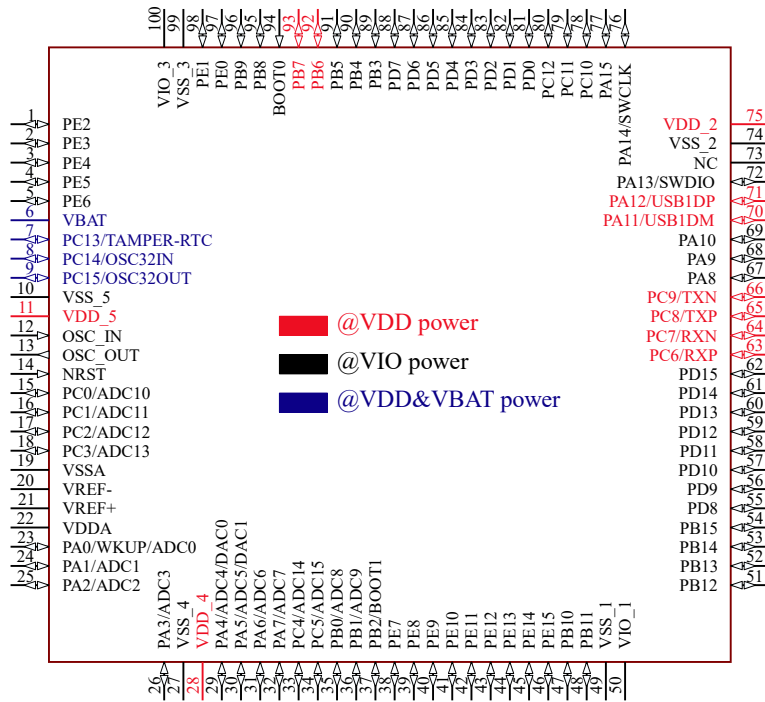 100 VIO_3
99 VSS_3
98 PE1
97 PE0
96 PB9
95 PB8
94 BOOT0
93 PB7
92 PB6
91 PB5
90 PB4
89 PB3
88 PD7
87 PD6
86 PD5
85 PD4
84 PD3
83 PD2
82 PD1
81 PD0
80 PC12
79 PC11
78 PC10
77 PA15
76 PA14/SWCLK
1 PE2
2 PE3
3 PE4
4 PE5
5 PE6
6 VBAT
7 PC13/TAMPER-RTC
8 PC14/OSC32IN
9 PC15/OSC32OUT
10 VSS_5
11 VDD_5
12 OSC_IN
13 OSC_OUT
14 NRST
15 PC0/ADC10
16 PC1/ADC11
17 PC2/ADC12
18 PC3/ADC13
19 VSSA
20 VREF-
21 VREF+
22 VDDA
23 PA0/WKUP/ADC0
24 PA1/ADC1
25 PA2/ADC2
@VDD power
@VIO power
@VDD&VBAT power
VDD_2 75
VSS_2 74
NC 73
PA13/SWDIO 72
PA12/USB1DP 71
PA11/USB1DM 70
PA10 69
PA9 68
PA8 67
PC9/TXN 66
PC8/TXP 65
PC7/RXN 64
PC6/RXP 63
PD15 62
PD14 61
PD13 60
PD12 59
PD11 58
PD10 57
PD9 56
PD8 55
PB15 54
PB14 53
PB13 52
PB12 51
26 PA3/ADC3
27 VSS_4
28 VDD_4
29 PA4/ADC4/DAC0
30 PA5/ADC5/DAC1
31 PA6/ADC6
32 PA7/ADC7
33 PC4/ADC14
34 PC5/ADC15
35 PB0/ADC8
36 PB1/ADC9
37 PB2/BOOT1
38 PE7
39 PE8
40 PE9
41 PE10
42 PE11
43 PE12
44 PE13
45 PE14
46 PE15
47 PB10
48 PB11
49 VSS_1
50 VIO_1